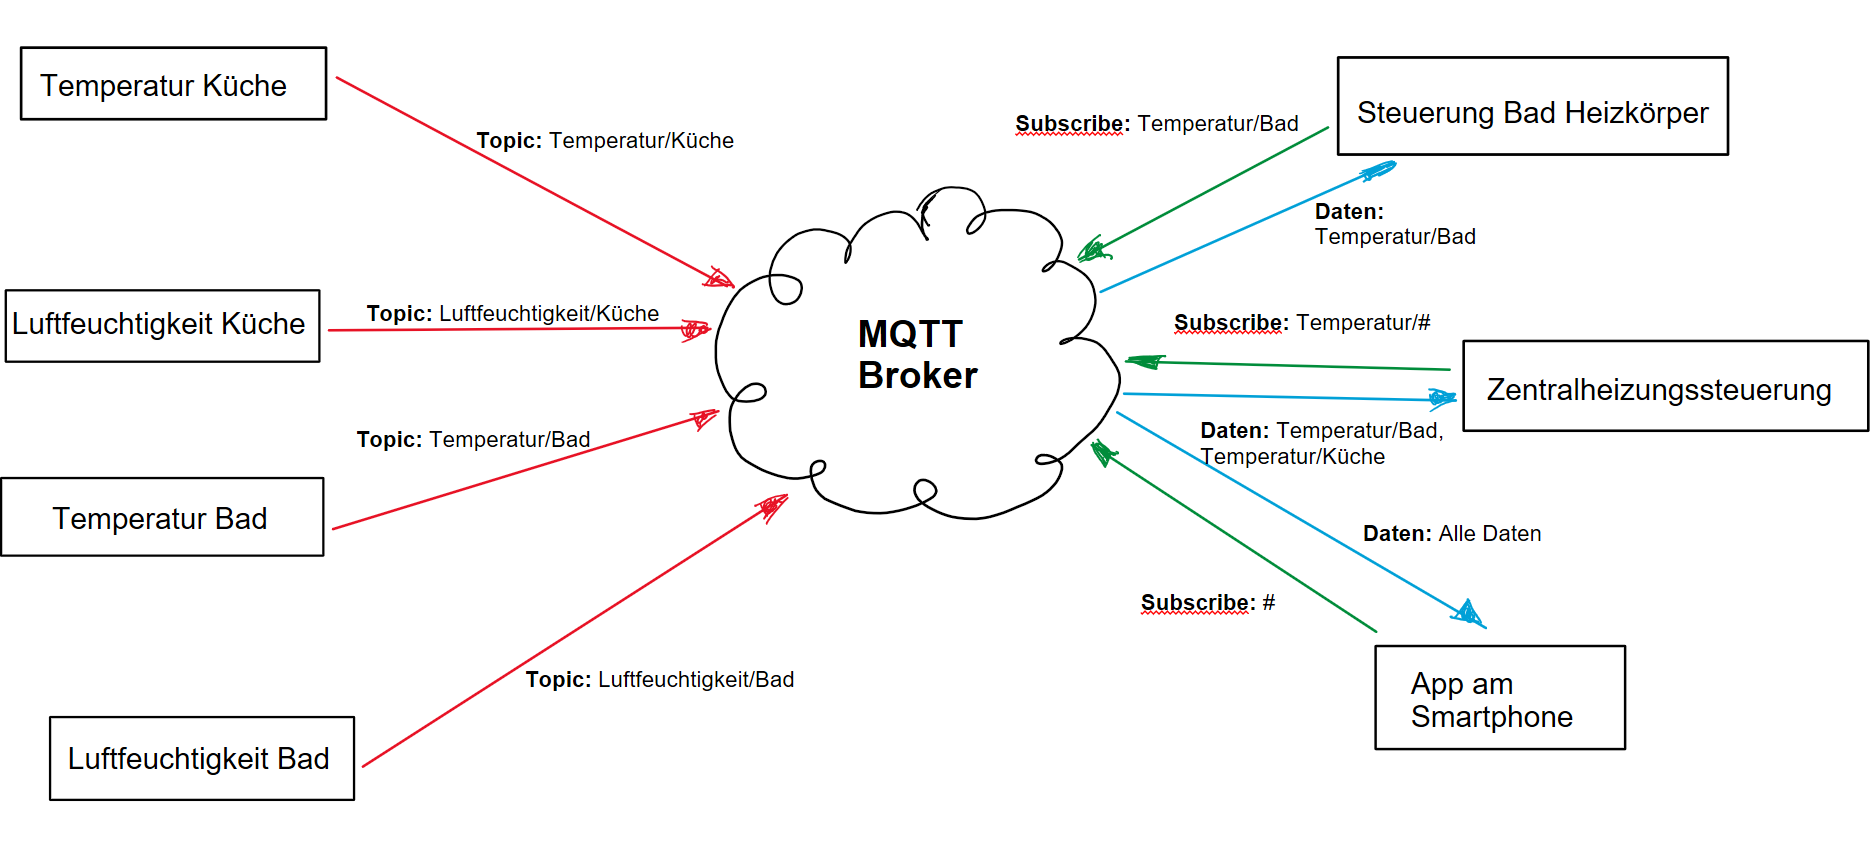 Temperatur Küche
Topic: Temperatur/Küche
Luftfeuchtigkeit Küche
Topic: Luftfeuchtigkeit/Küche
Topic: Temperatur/Bad
Temperatur Bad
Topic: Luftfeuchtigkeit/Bad
Luftfeuchtigkeit Bad
MQTT
Broker
Steuerung Bad Heizkörper
Subscribe: Temperatur/Bad
Daten:
Temperatur/Bad
Subscribe: Temperatur/#
Zentralheizungssteuerung
Daten: Temperatur/Bad,
Temperatur/Küche
Daten: Alle Daten
Subscribe: #
App am
Smartphone